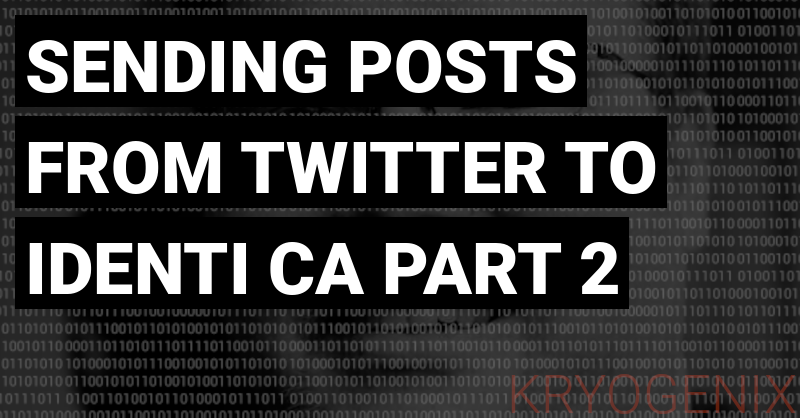 SENDING POSTS
FROM TWITTER TO
IDENTI CA PART 2
KRYOGENIX